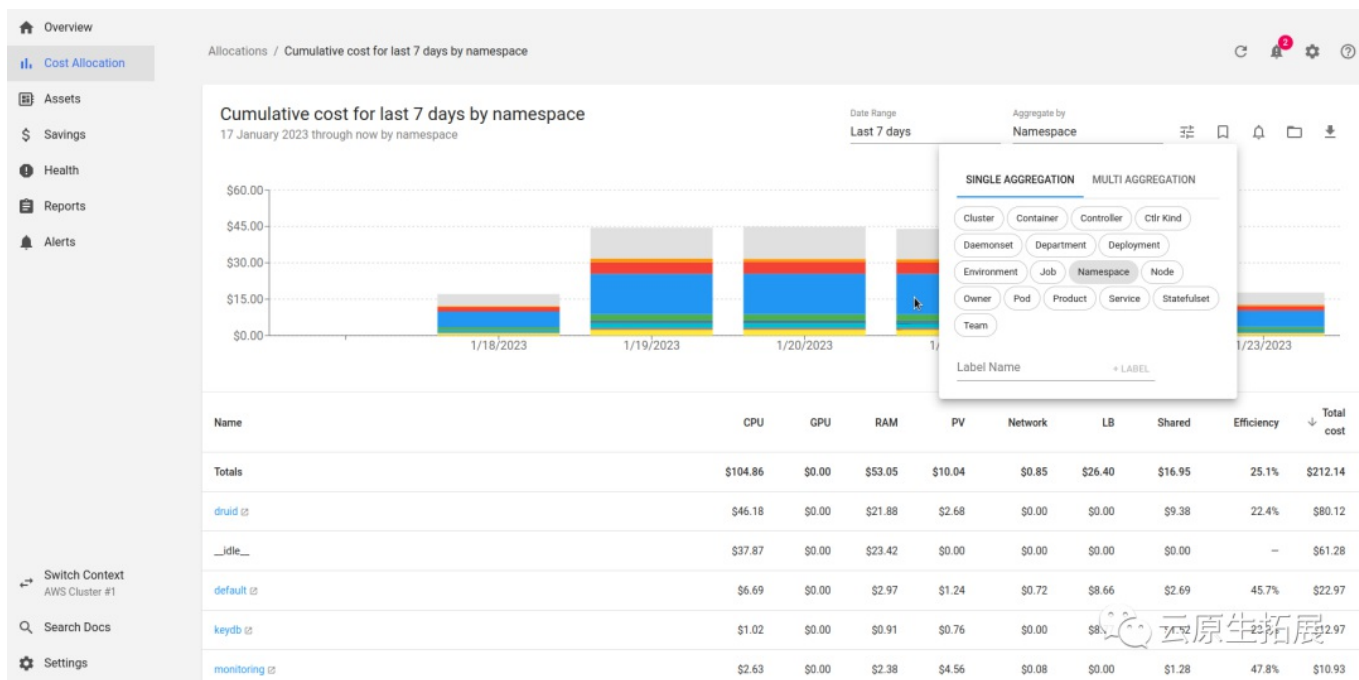 Overview
Cost Allocation
Assets
Savings
Health
Reports
Alerts
Switch Context
AWS Cluster #1
Search Docs
Settings
Allocations / Cumulative cost for last 7 days by namespace
2
Cumulative cost for last 7 days by namespace
17 January 2023 through now by namespace
Date Range
Last 7 days
Aggregate by
Namespace
SINGLE AGGREGATION MULTI AGGREGATION
Cluster Container Controller Ctlr Kind
Daemonset Department Deployment
Environment Job Namespace Node
Owner Pod Product Service Statefulset
Team
Label Name + LABEL
$60.00
$45.00
$30.00
$15.00
$0.00
1/18/2023 1/19/2023 1/20/2023 1/ 1/23/2023
Name CPU GPU RAM PV Network LB Shared Efficiency Total cost
Totals $104.86 $0.00 $53.05 $10.04 $0.85 $26.40 $16.95 25.1% $212.14
druid $46.18 $0.00 $21.88 $2.68 $0.00 $0.00 $9.38 22.4% $80.12
__idle__ $37.87 $0.00 $23.42 $0.00 $0.00 $0.00 $0.00 – $61.28
default $6.69 $0.00 $2.97 $1.24 $0.72 $8.66 $2.69 45.7% $22.97
keydb $1.02 $0.00 $0.91 $0.76 $0.00
monitoring $2.63 $0.00 $2.38 $4.56 $0.08 $0.00 $1.28 47.8% $10.93
云原生拓展